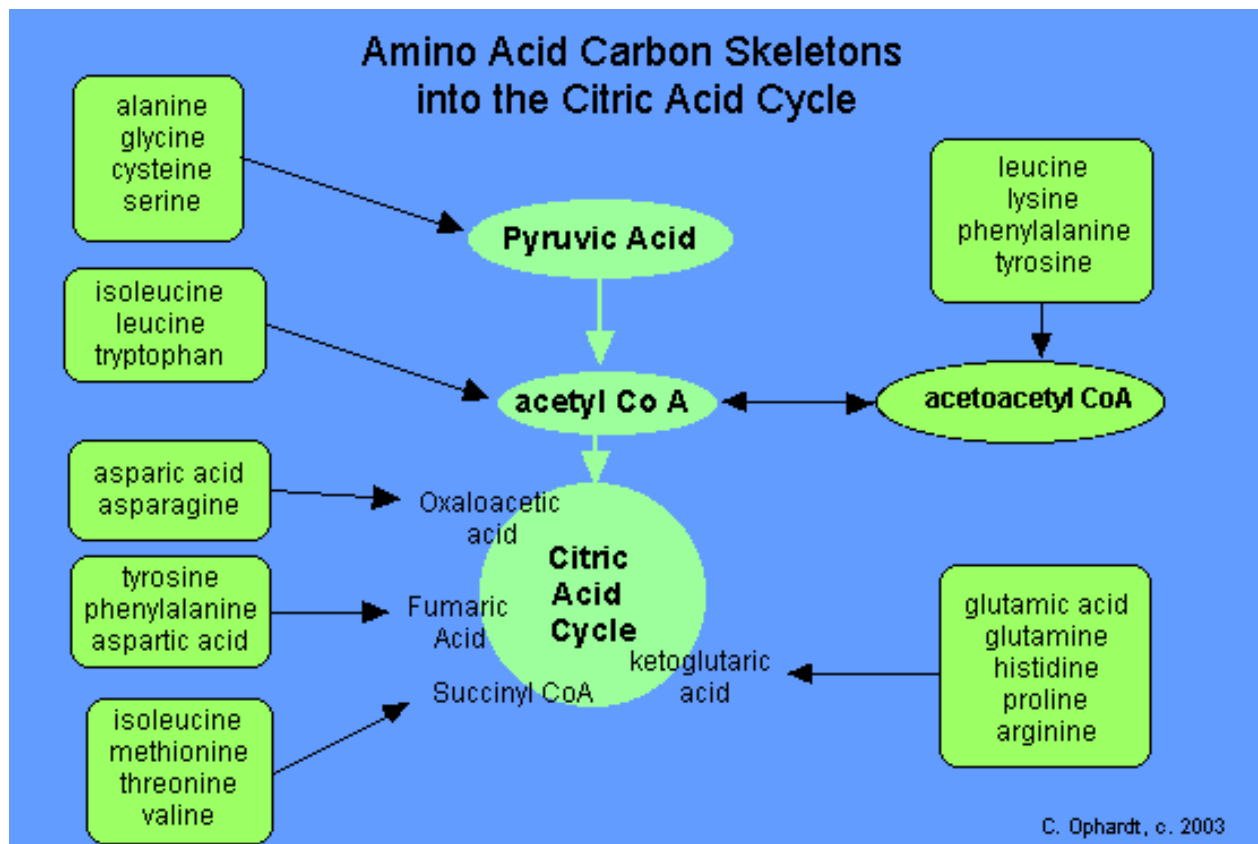 Amino Acid Carbon Skeletons
into the Citric Acid Cycle
alanine
glycine
cysteine
serine
Pyruvic Acid
leucine
lysine
phenylalanine
tyrosine
isoleucine
leucine
tryptophan
acetyl Co A
acetoacetyl CoA
asparic acid
asparagine
Oxaloacetic
acid
Citric
Acid
Cycle
tyrosine
phenylalanine
aspartic acid
Fumaric
Acid
ketoglutaric
acid
glutamic acid
glutamine
histidine
proline
arginine
Succinyl CoA
isoleucine
methionine
threonine
valine
C. Ophardt, c. 2003